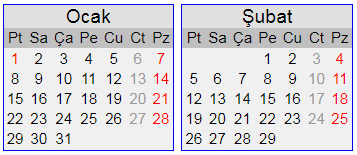 Ocak
Pt Sa Ça Pe Cu Ct Pz
1 2 3 4 5 6 7
8 9 10 11 12 13 14
15 16 17 18 19 20 21
22 23 24 25 26 27 28
29 30 31
Şubat
Pt Sa Ça Pe Cu Ct Pz
1 2 3 4
5 6 7 8 9 10 11
12 13 14 15 16 17 18
19 20 21 22 23 24 25
26 27 28 29